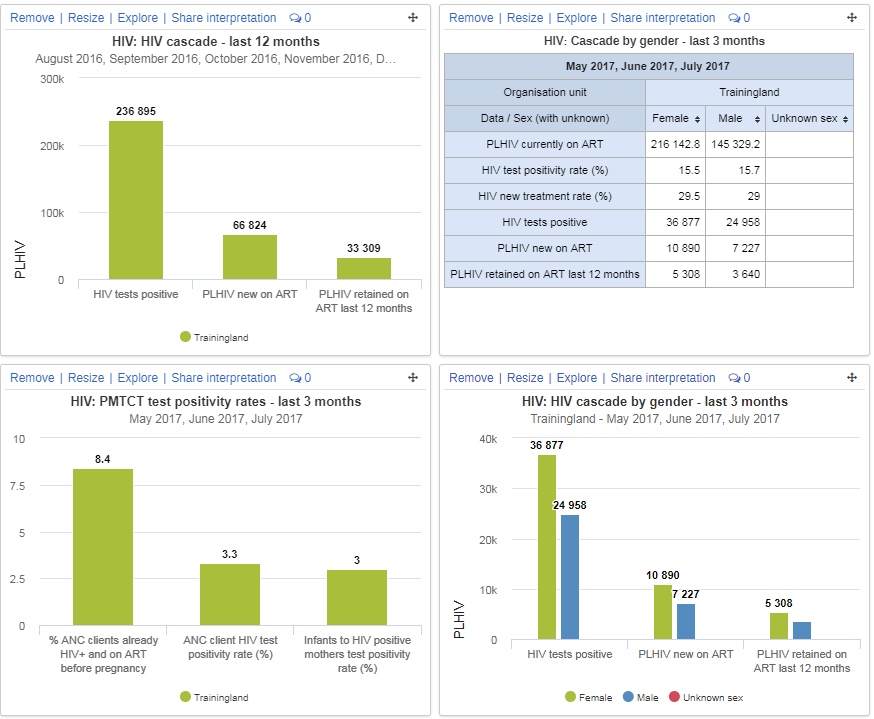 Remove | Resize | Explore | Share interpretation 0
HIV: HIV cascade - last 12 months
August 2016, September 2016, October 2016, November 2016, D...
300k
200k
100k
0
PLHIV
236 895
66 824
33 309
HIV tests positive
PLHIV new on ART
PLHIV retained on
ART last 12 months
Trainingland
Remove | Resize | Explore | Share interpretation 0
HIV: Cascade by gender - last 3 months
May 2017, June 2017, July 2017
Organisation unit Trainingland
Data / Sex (with unknown) Female Male Unknown sex
PLHIV currently on ART 216 142.8 145 329.2
HIV test positivity rate (%) 15.5 15.7
HIV new treatment rate (%) 29.5 29
HIV tests positive 36 877 24 958
PLHIV new on ART 10 890 7 227
PLHIV retained on ART last 12 months 5 308 3 640
Remove | Resize | Explore | Share interpretation 0
HIV: PMTCT test positivity rates - last 3 months
May 2017, June 2017, July 2017
10
7.5
5
2.5
0
8.4
3.3
3
% ANC clients already
HIV+ and on ART
before pregnancy
ANC client HIV test
positivity rate (%)
Infants to HIV positive
mothers test positivity
rate (%)
Trainingland
Remove | Resize | Explore | Share interpretation 0
HIV: HIV cascade by gender - last 3 months
Trainingland - May 2017, June 2017, July 2017
40k
30k
20k
10k
0
PLHIV
36 877
24 958
10 890
7 227
5 308
HIV tests positive
PLHIV new on ART
PLHIV retained on
ART last 12 months
Female Male Unknown sex